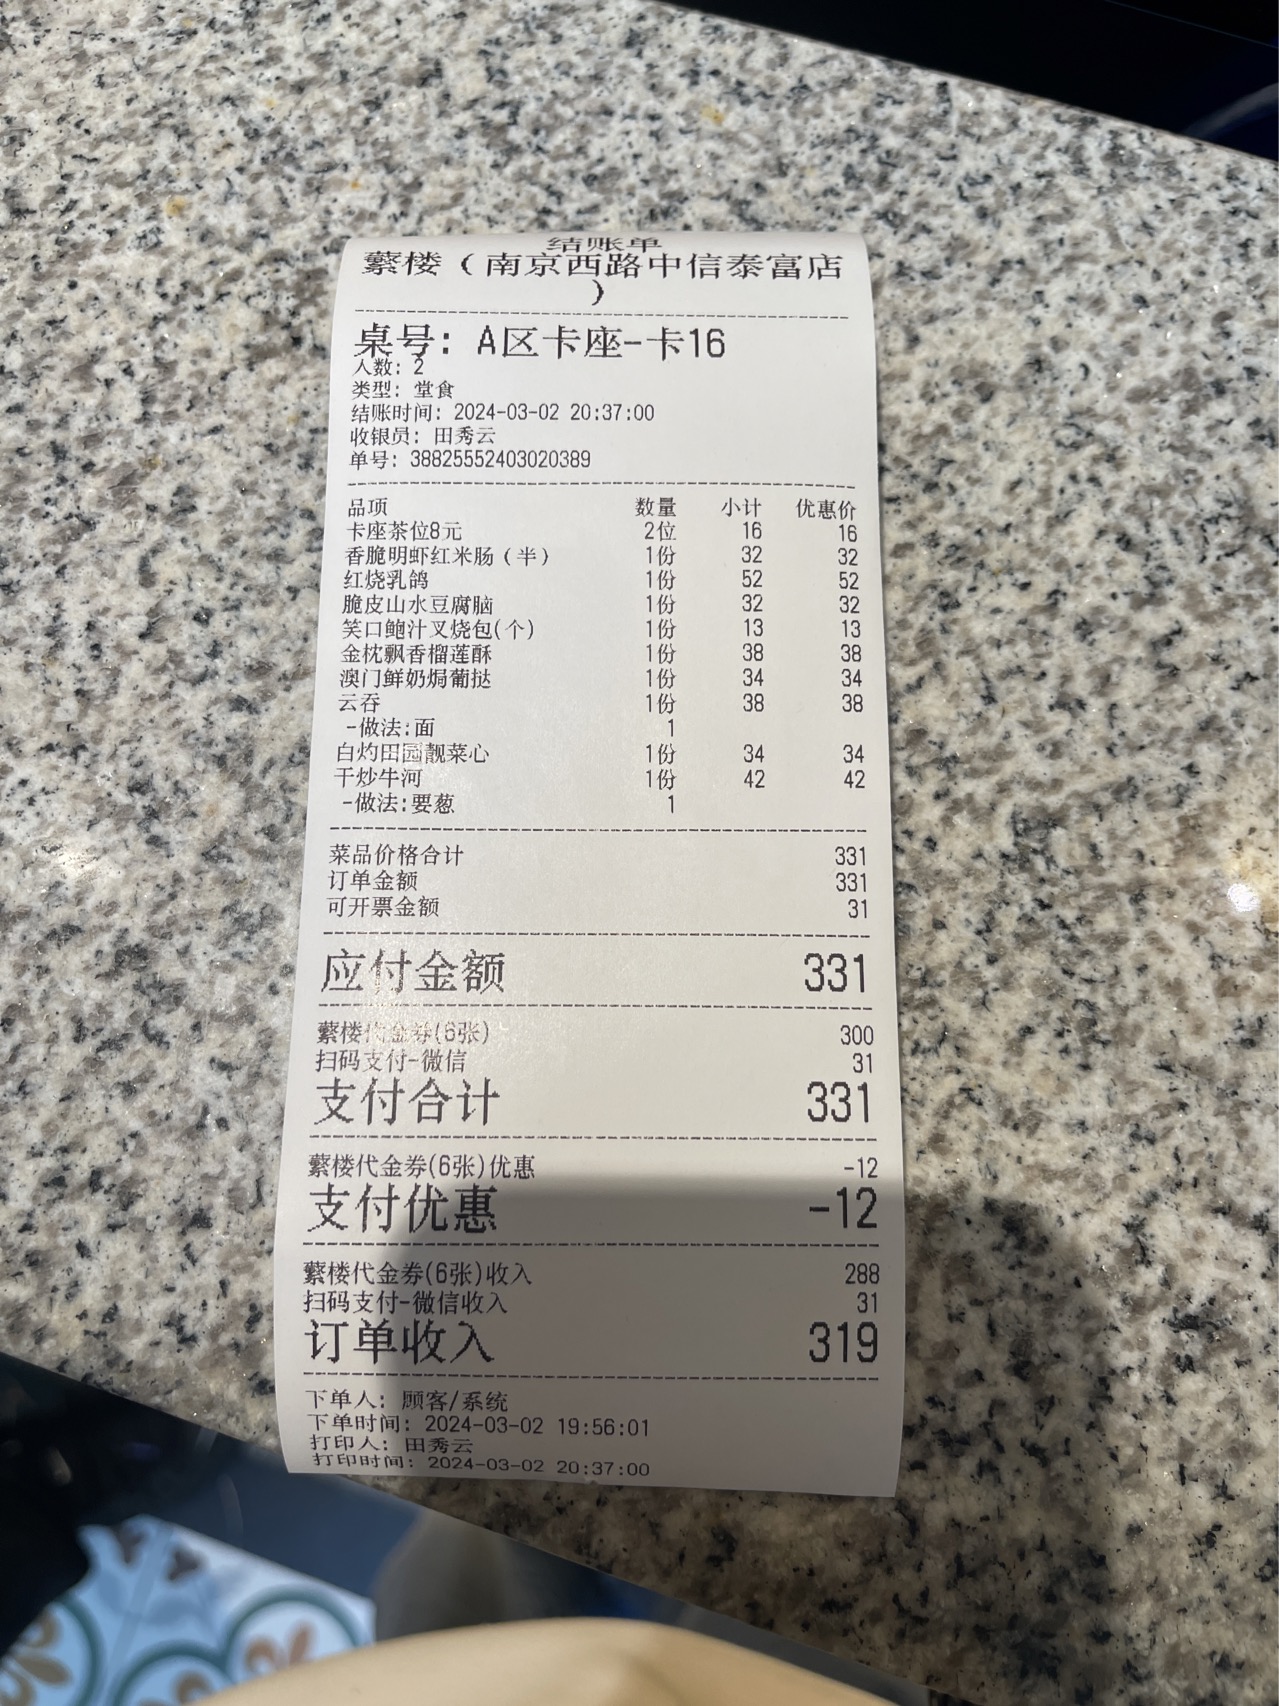 结账单
蘩楼（南京西路中信泰富店
）
桌号: A区卡座-卡16
人数: 2
类型: 堂食
结账时间: 2024-03-02 20:37:00
收银员: 田秀云
单号: 38825552403020389
品项 数量 小计 优惠价
卡座茶位8元 2位 16 16
香脆明虾红米肠（半） 1份 32 32
红烧乳鸽 1份 52 52
脆皮山水豆腐脑 1份 32 32
笑口鲍汁叉烧包(个) 1份 13 13
金枕飘香榴莲酥 1份 38 38
澳门鲜奶焗葡挞 1份 34 34
云吞 1份 38 38
-做法:面 1
白灼田园靓菜心 1份 34 34
干炒牛河 1份 42 42
-做法:要葱 1
菜品价格合计 331
订单金额 331
可开票金额 31
应付金额 331
蘩楼代金券(6张) 300
扫码支付-微信 31
支付合计 331
蘩楼代金券(6张)优惠 -12
支付优惠 -12
蘩楼代金券(6张)收入 288
扫码支付-微信收入 31
订单收入 319
下单人: 顾客/系统
下单时间: 2024-03-02 19:56:01
打印人: 田秀云
打印时间: 2024-03-02 20:37:00